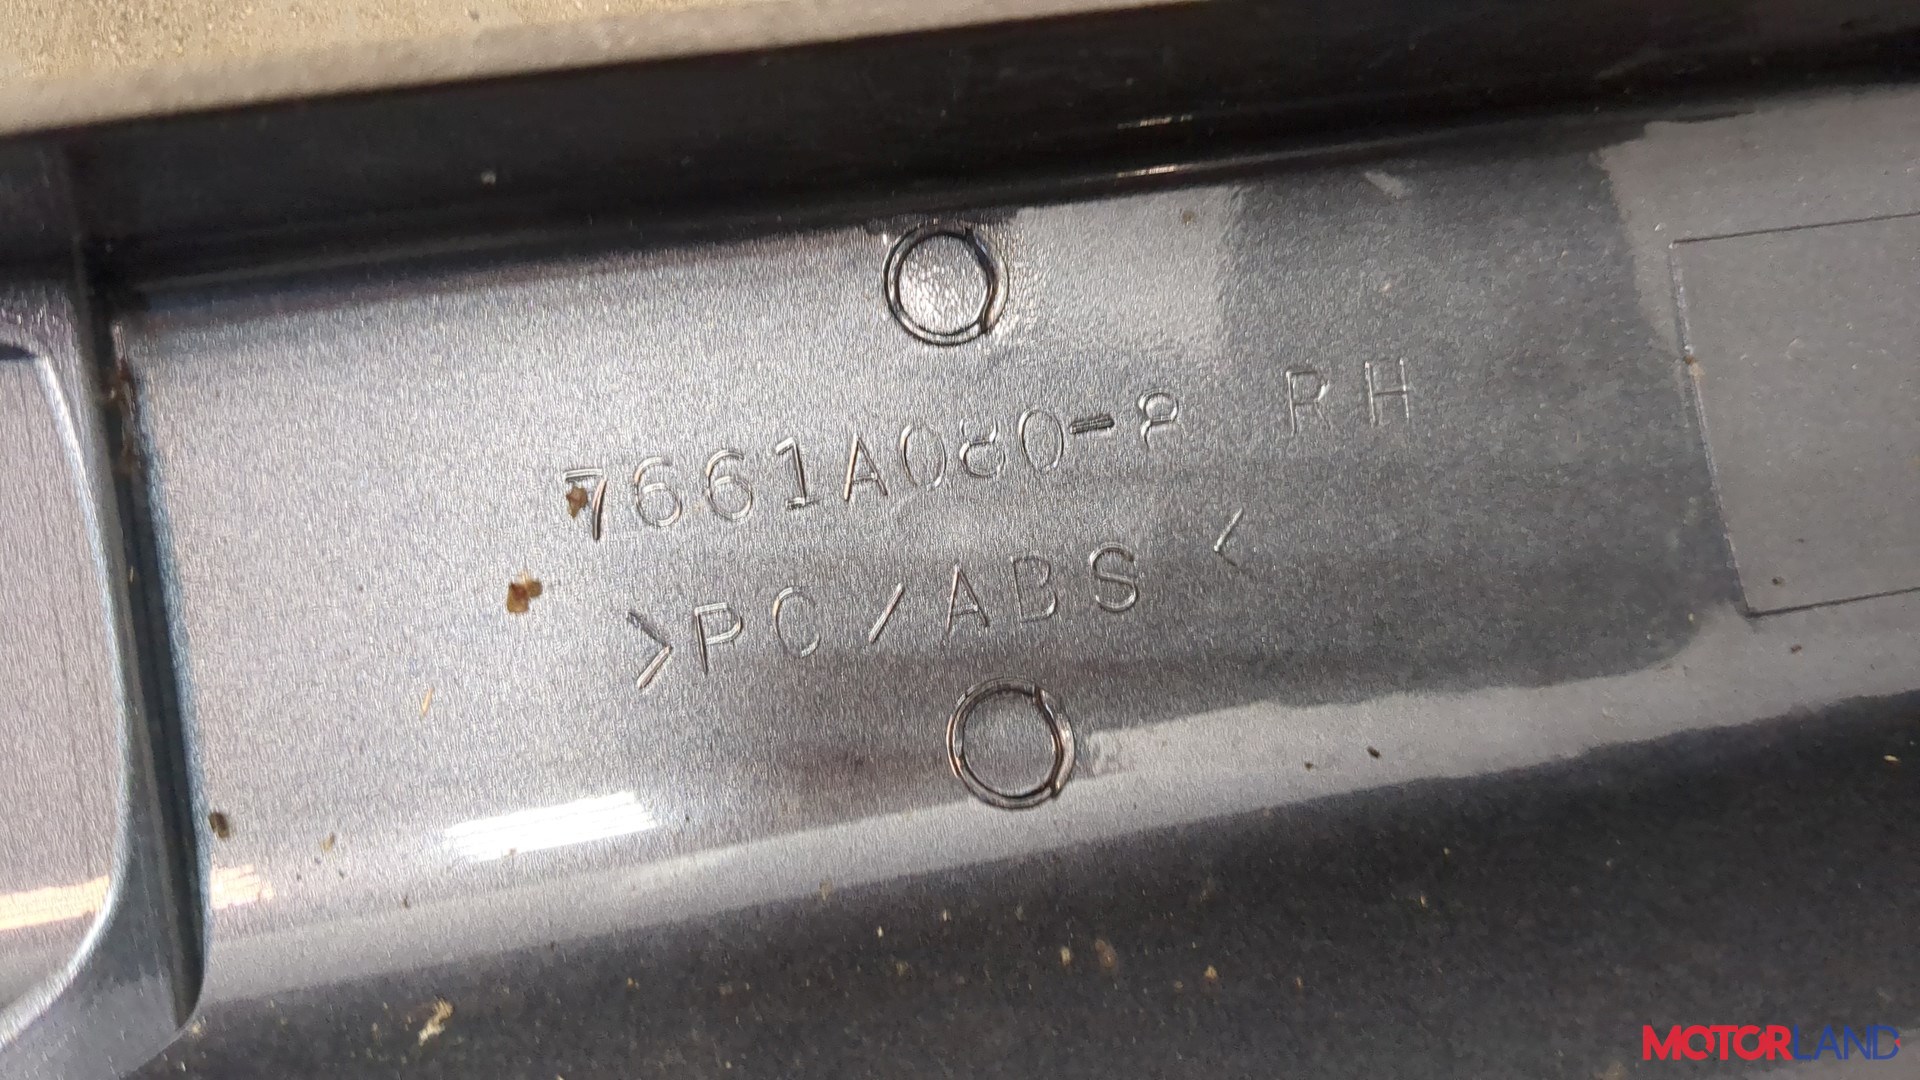 7661A080-8 RH
>PC/ABS<
MOTORLAND